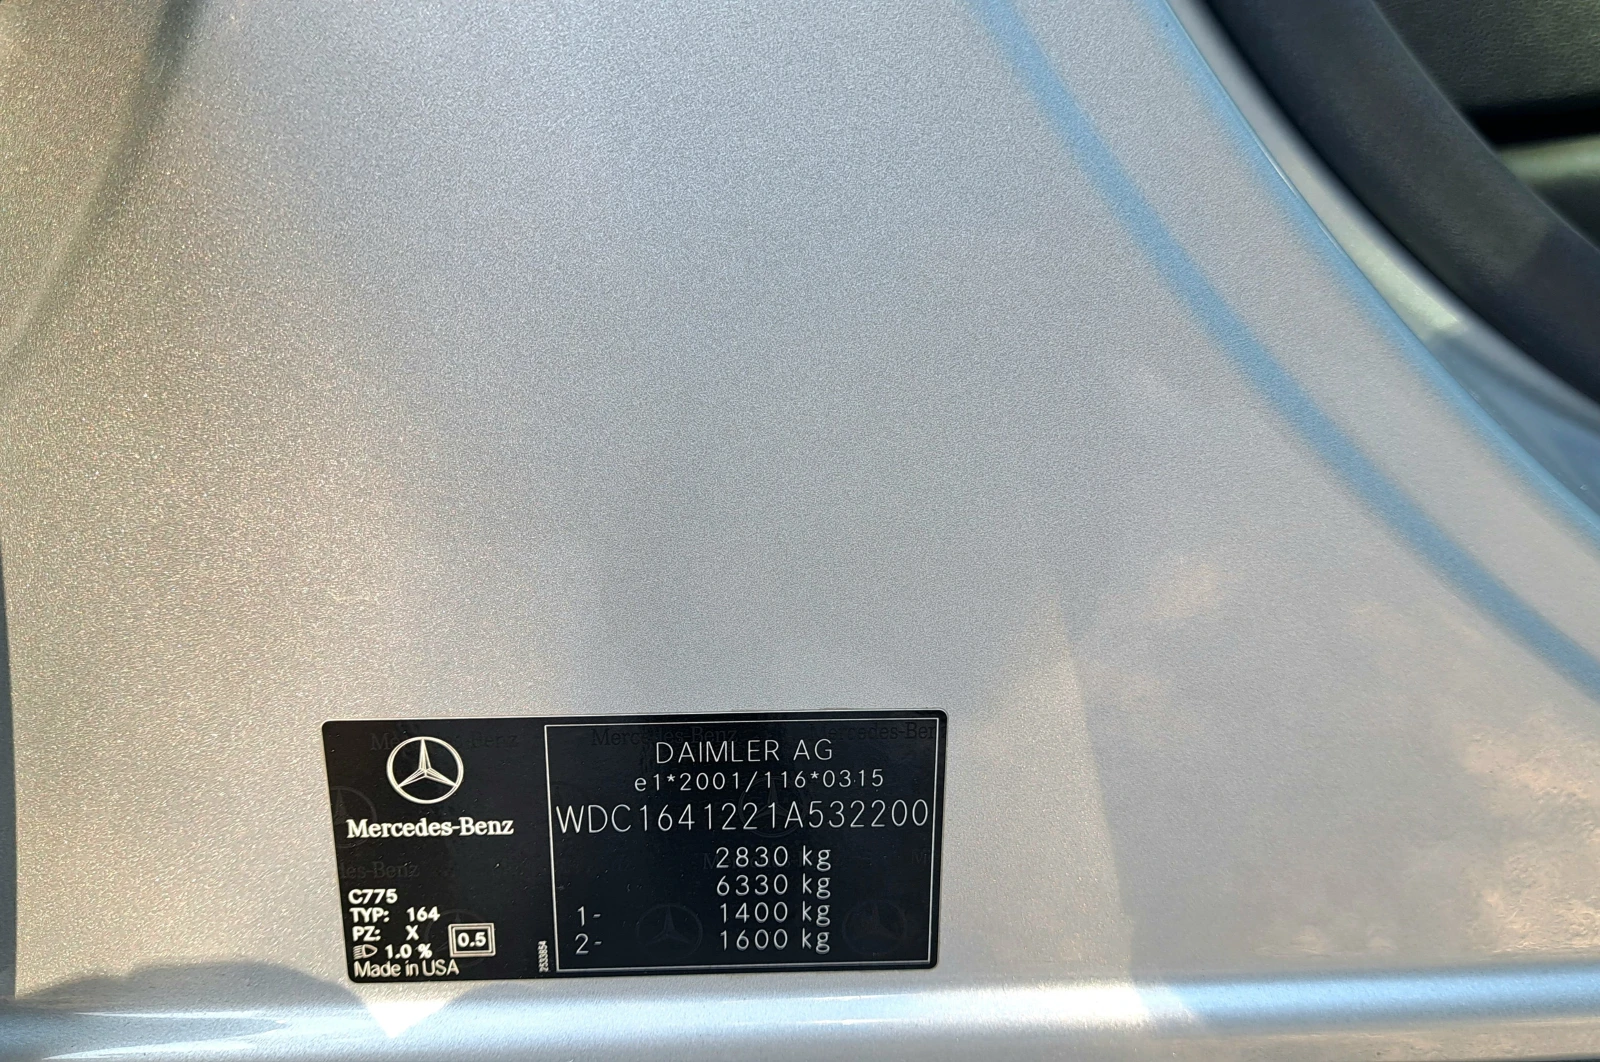 Mercedes-Benz
C775
TYP: 164
PZ: X
1.0 %
0.5
Made in USA
2533854
DAIMLER AG
e1*2001/116*0315
WDC1641221A532200
2830 kg
6330 kg
1- 1400 kg
2- 1600 kg